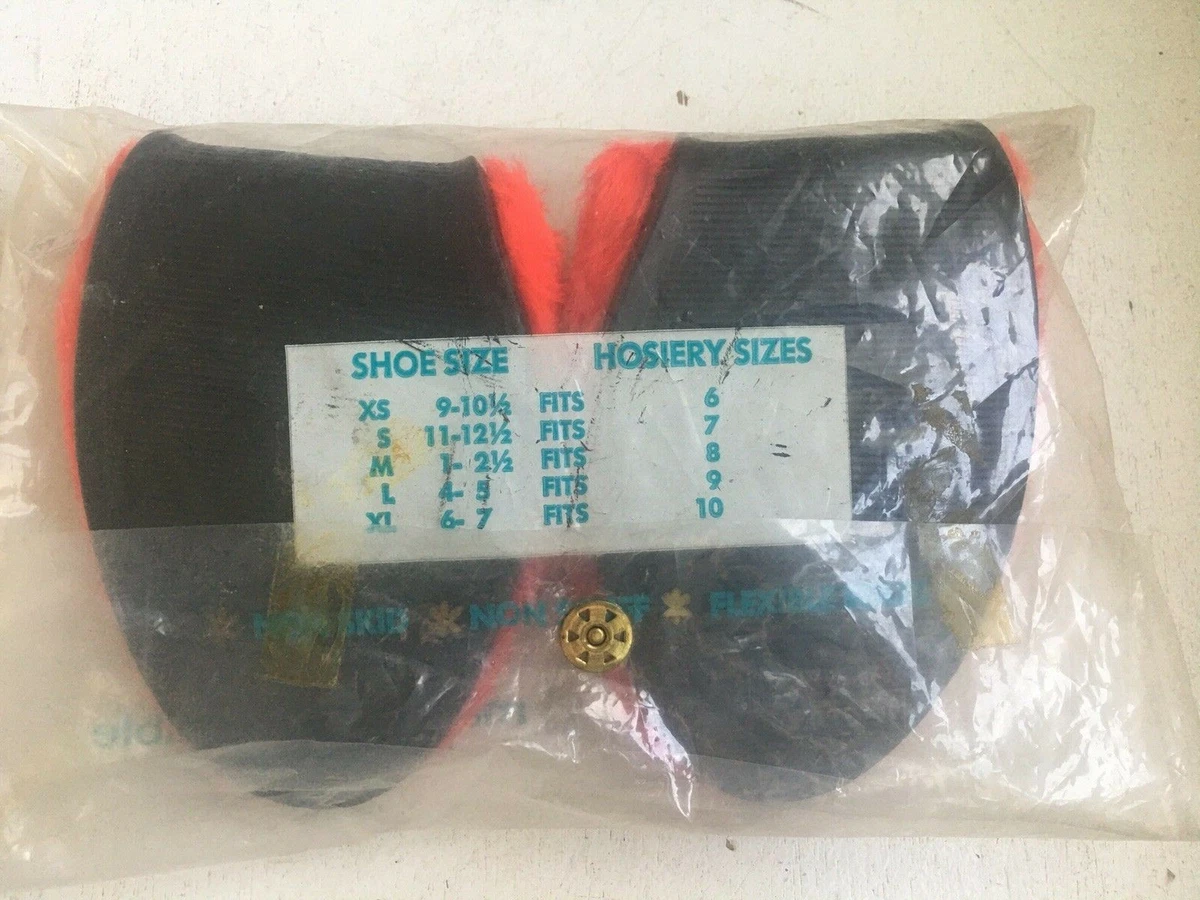 SHOE SIZE HOSIERY SIZES
XS 9-10½ FITS 6
S 11-12½ FITS 7
M 1- 2½ FITS 8
L 4- 5 FITS 9
XL 6- 7 FITS 10
NON SKID NON FLEXIBLE